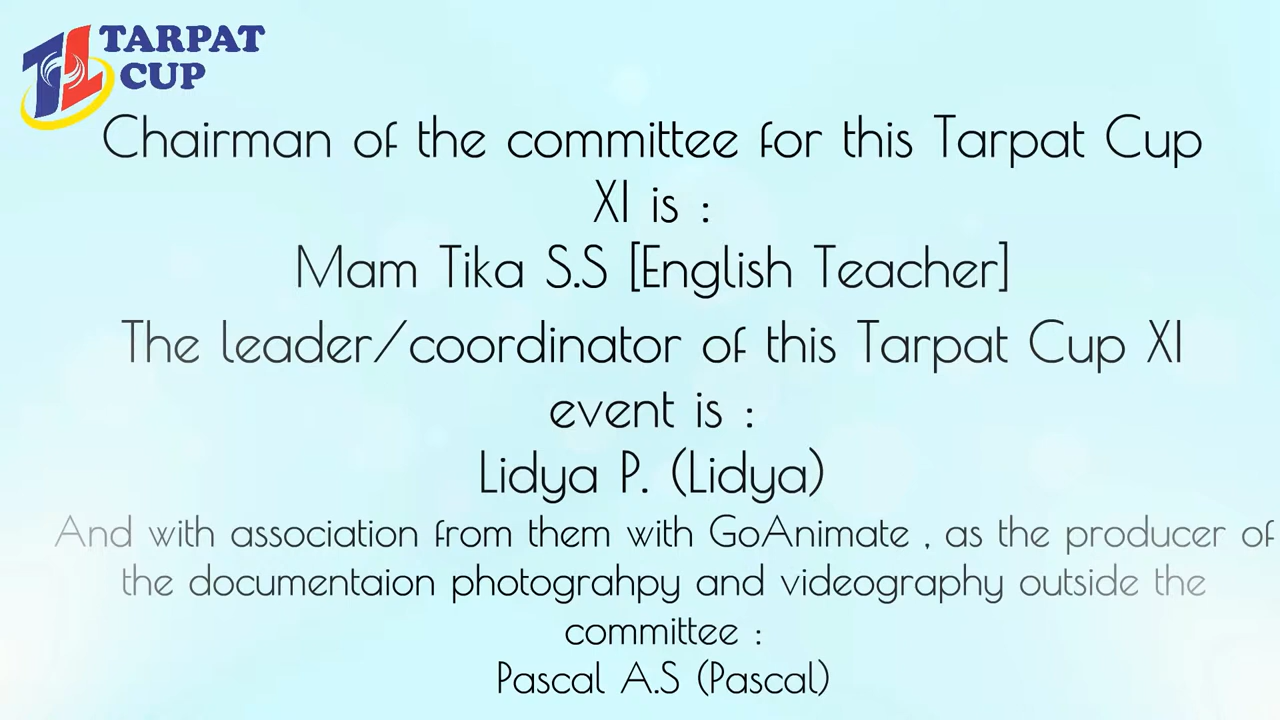 TARPAT
CUP
Chairman of the committee for this Tarpat Cup
XI is :
Mam Tika S.S [English Teacher]
The leader/coordinator of this Tarpat Cup XI
event is :
Lidya P. (Lidya)
And with association from them with GoAnimate , as the producer of
the documentaion photograhpy and videography outside the
committee :
Pascal A.S (Pascal)